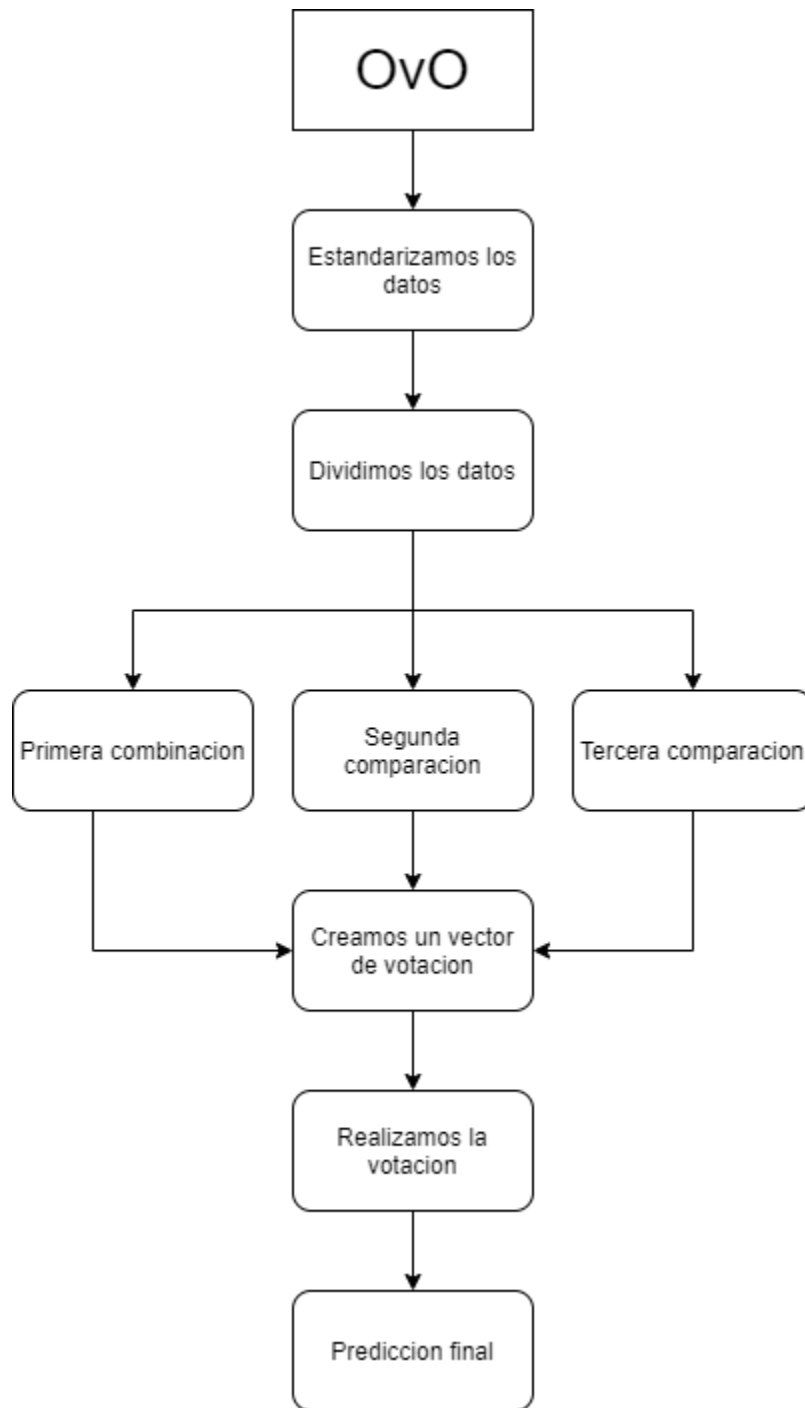 OvO
Estandarizamos los
datos
Dividimos los datos
Primera combinacion
Segunda
comparacion
Tercera comparacion
Creamos un vector
de votacion
Realizamos la
votacion
Prediccion final